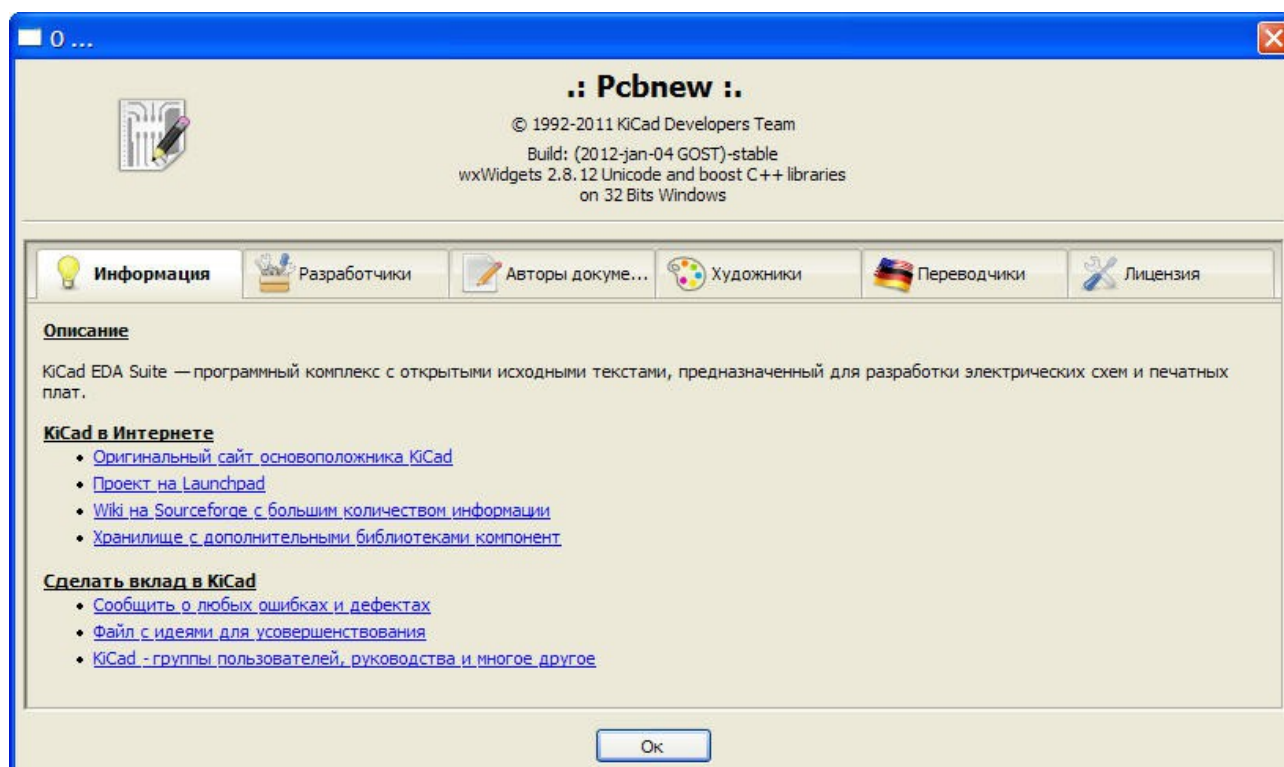 О ...
.: Pcbnew :.
© 1992-2011 KiCad Developers Team
Build: (2012-jan-04 GOST)-stable
wxWidgets 2.8.12 Unicode and boost C++ libraries
on 32 Bits Windows
Информация
Разработчики
Авторы докуме...
Художники
Переводчики
Лицензия
Описание
KiCad EDA Suite — программный комплекс с открытыми исходными текстами, предназначенный для разработки электрических схем и печатных
плат.
KiCad в Интернете
• Оригинальный сайт основоположника KiCad
• Проект на Launchpad
• Wiki на Sourceforge с большим количеством информации
• Хранилище с дополнительными библиотеками компонент
Сделать вклад в KiCad
• Сообщить о любых ошибках и дефектах
• Файл с идеями для усовершенствования
• KiCad - группы пользователей, руководства и многое другое
Ок